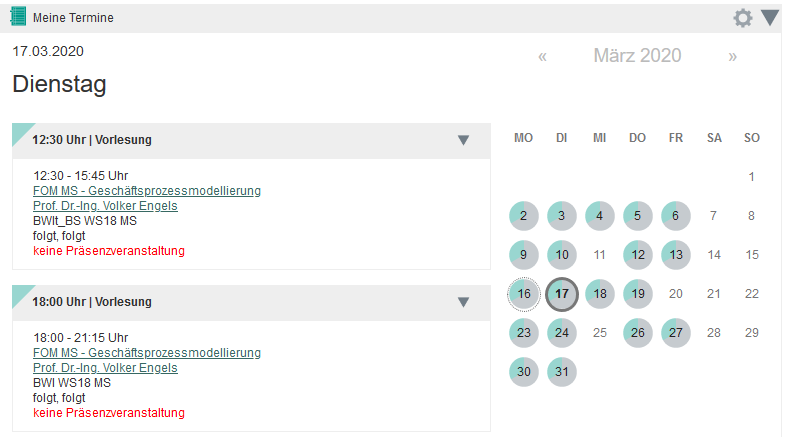 Meine Termine
17.03.2020
Dienstag
12:30 Uhr | Vorlesung
12:30 - 15:45 Uhr
FOM MS - Geschäftsprozessmodellierung
Prof. Dr.-Ing. Volker Engels
BWIt_BS WS18 MS
folgt, folgt
keine Präsenzveranstaltung
18:00 Uhr | Vorlesung
18:00 - 21:15 Uhr
FOM MS - Geschäftsprozessmodellierung
Prof. Dr.-Ing. Volker Engels
BWI WS18 MS
folgt, folgt
keine Präsenzveranstaltung
« März 2020 »
MO DI MI DO FR SA SO
1
2 3 4 5 6 7 8
9 10 11 12 13 14 15
16 17 18 19 20 21 22
23 24 25 26 27 28 29
30 31